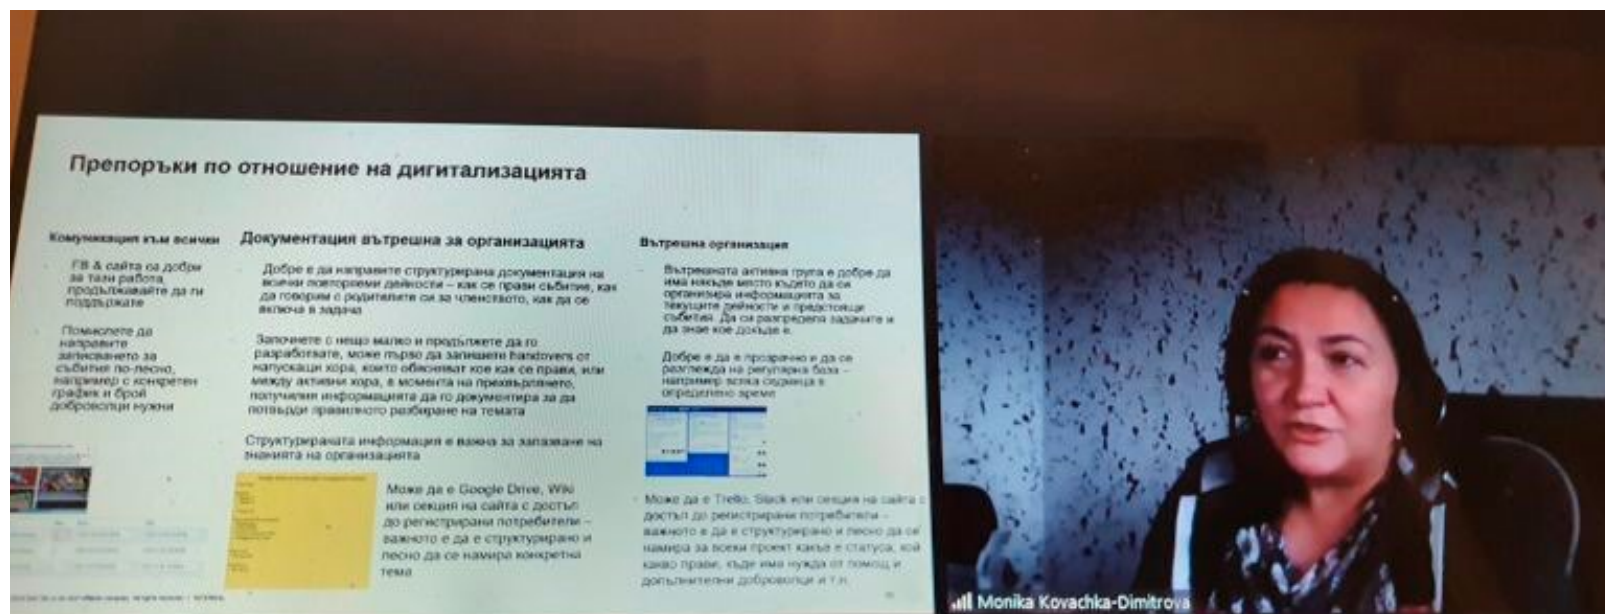 Препоръки по отношение на дигитализацията
Комуникация към всички
FB & сайта са добри
за тази работа,
продължавайте да ги
поддържате
Помислете да
направите
записването за
събития по-лесно,
например с конкретен
график и брой
доброволци нужни
Документация вътрешна за организацията
Добре е да направите структурирана документация на
всички повторяеми дейности – как се прави събитие, как
да говорим с родителите си за членството, как да се
включа в задача
Започнете с нещо малко и продължете да го
разработвате, може първо да запишете handovers от
напускащи хора, които обясняват кое как се прави, или
между активни хора, в момента на прехвърлянето,
получилия информацията да го документира за да
потвърди правилното разбиране на темата
Структурираната информация е важна за запазване на
знанията на организацията
Може да е Google Drive, Wiki
или секция на сайта с достъп
до регистрирани потребители –
важното е да е структурирано и
лесно да се намира конкретна
тема
Вътрешна организация
Вътрешната активна група е добре да
има някъде място където да си
организира информацията за
текущите дейности и предстоящи
събития. Да си разпределя задачите и
да знае кое докъде е.
Добре е да е прозрачно и да се
разглежда на регулярна база –
например всяка седмица в
определено време
Може да е Trello, Slack или секция на сайта с
достъп до регистрирани потребители –
важното е да е структурирано и лесно да се
намира за всеки проект какъв е статуса, кой
какво прави, къде има нужда от помощ и
допълнителни доброволци и т.н.
Monika Kovachka-Dimitrova